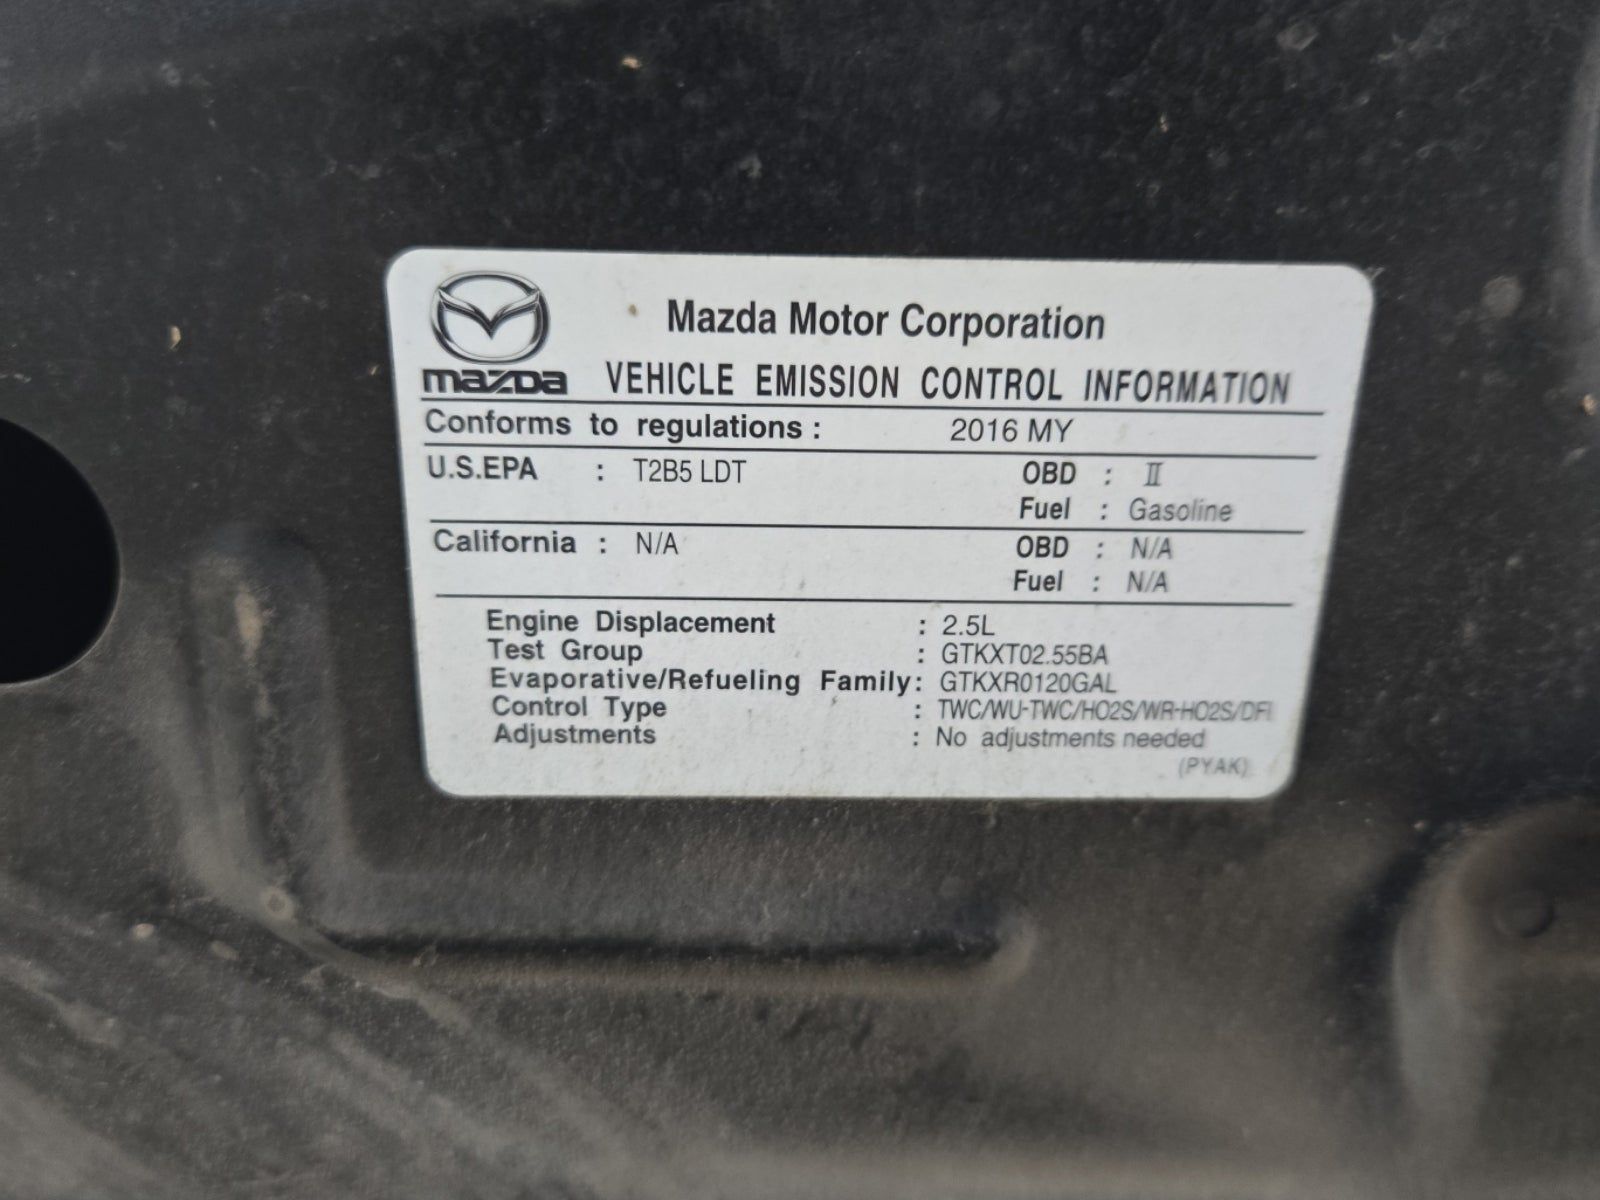 Mazda Motor Corporation
mazda VEHICLE EMISSION CONTROL INFORMATION
Conforms to regulations : 2016 MY
U.S.EPA : T2B5 LDT OBD : II
Fuel : Gasoline
California : N/A OBD : N/A
Fuel : N/A
Engine Displacement : 2.5L
Test Group : GTKXT02.55BA
Evaporative/Refueling Family : GTKXR0120GAL
Control Type : TWC/WU-TWC/HO2S/WR-HO2S/DFI
Adjustments : No adjustments needed
(PYAK)